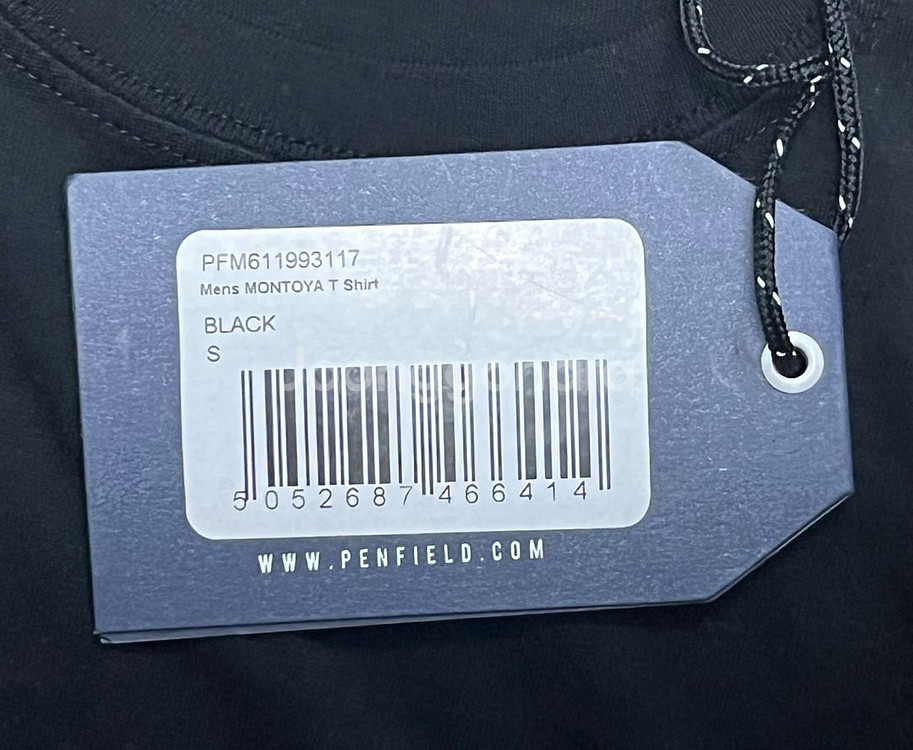 PFM611993117
Mens MONTOYA T Shirt
BLACK
S
5 052687 466414
WWW.PENFIELD.COM